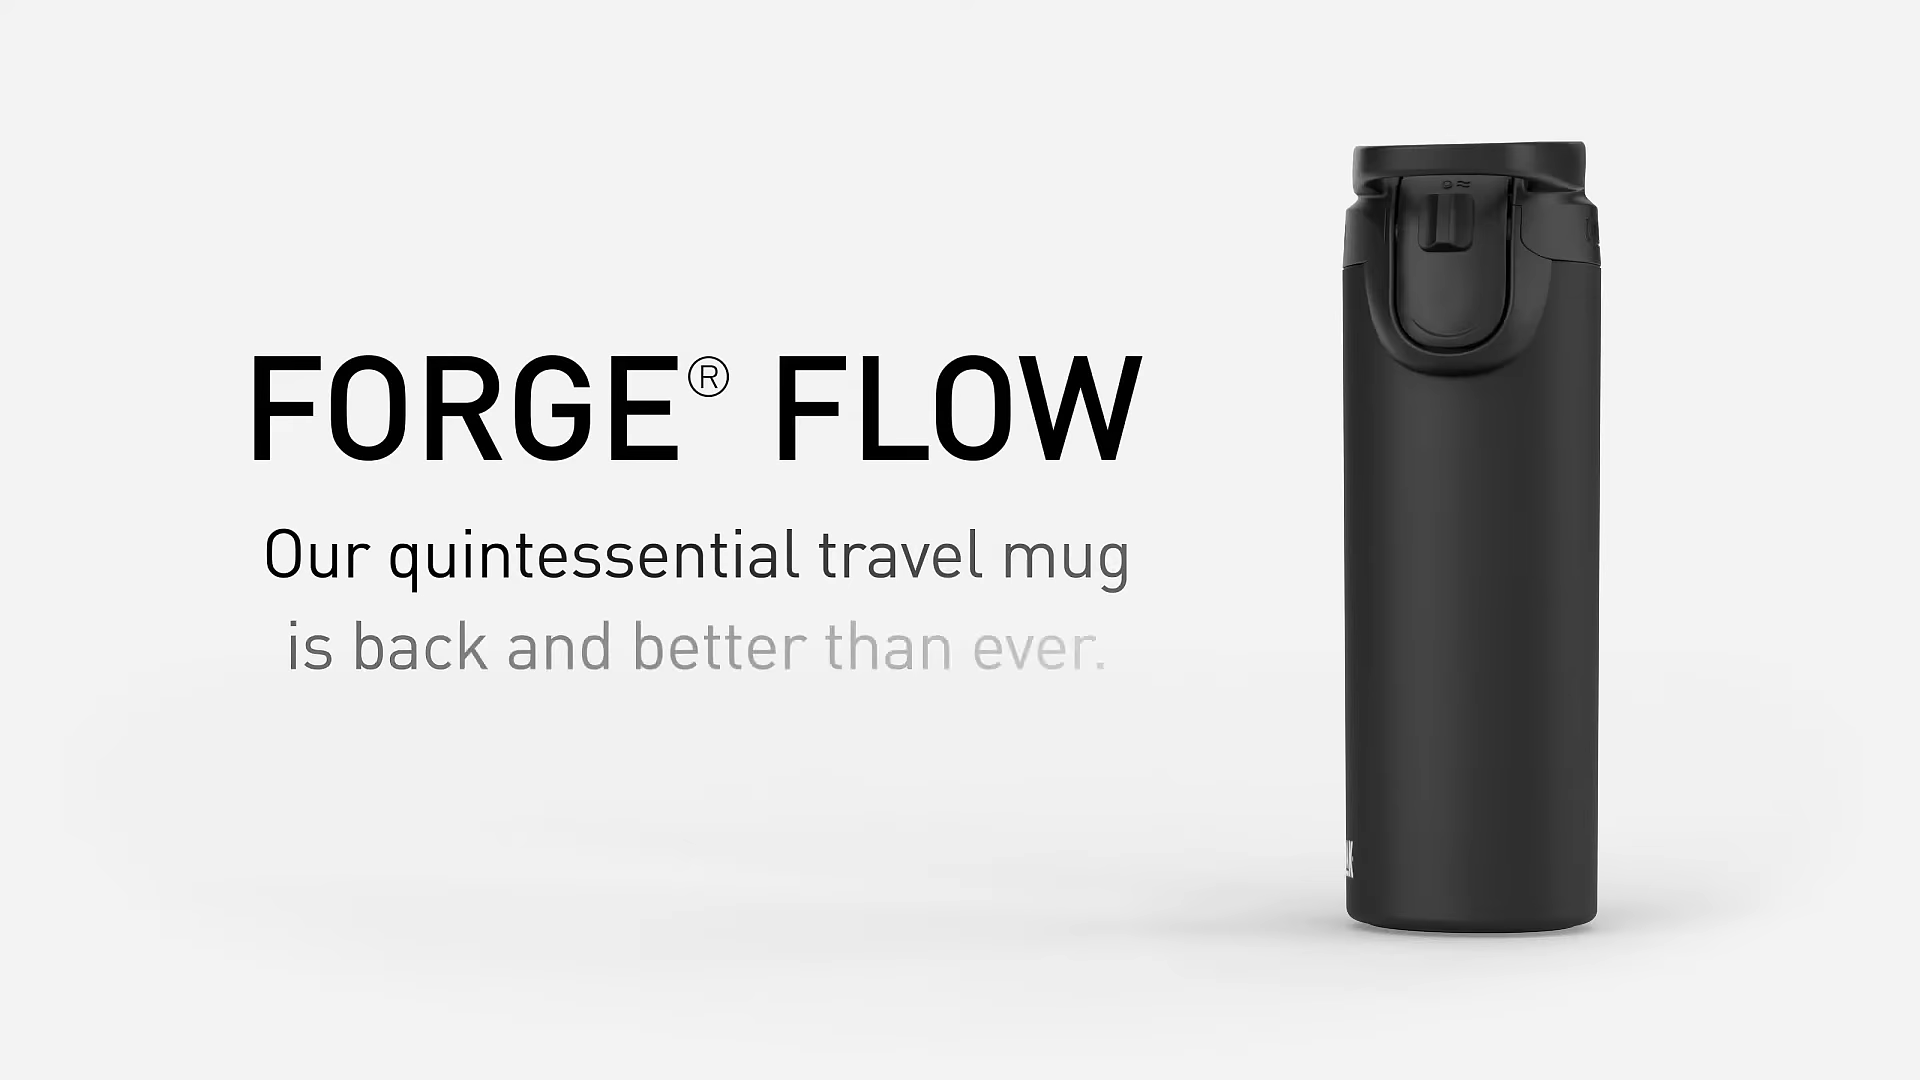 FORGE® FLOW
Our quintessential travel mug
is back and better than ever.